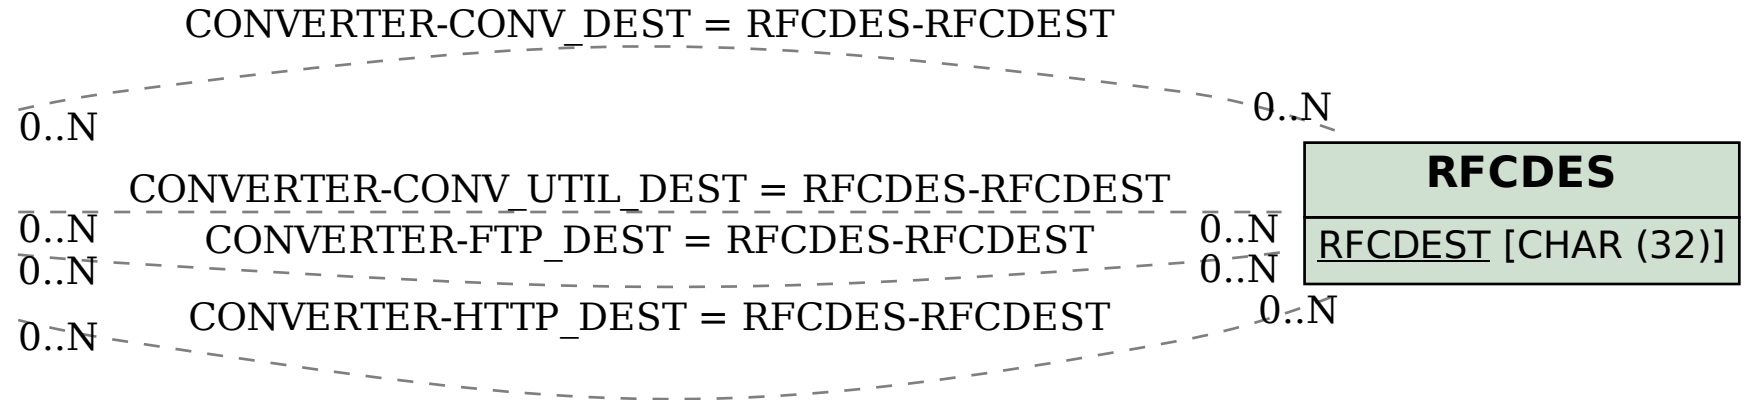 CONVERTER-CONV_DEST = RFCDES-RFCDEST
0..N
0..N
RFCDES
CONVERTER-CONV_UTIL_DEST = RFCDES-RFCDEST
0..N
0..N
CONVERTER-FTP_DEST = RFCDES-RFCDEST
RFCDEST [CHAR (32)]
0..N
0..N
CONVERTER-HTTP_DEST = RFCDES-RFCDEST
0..N
0..N